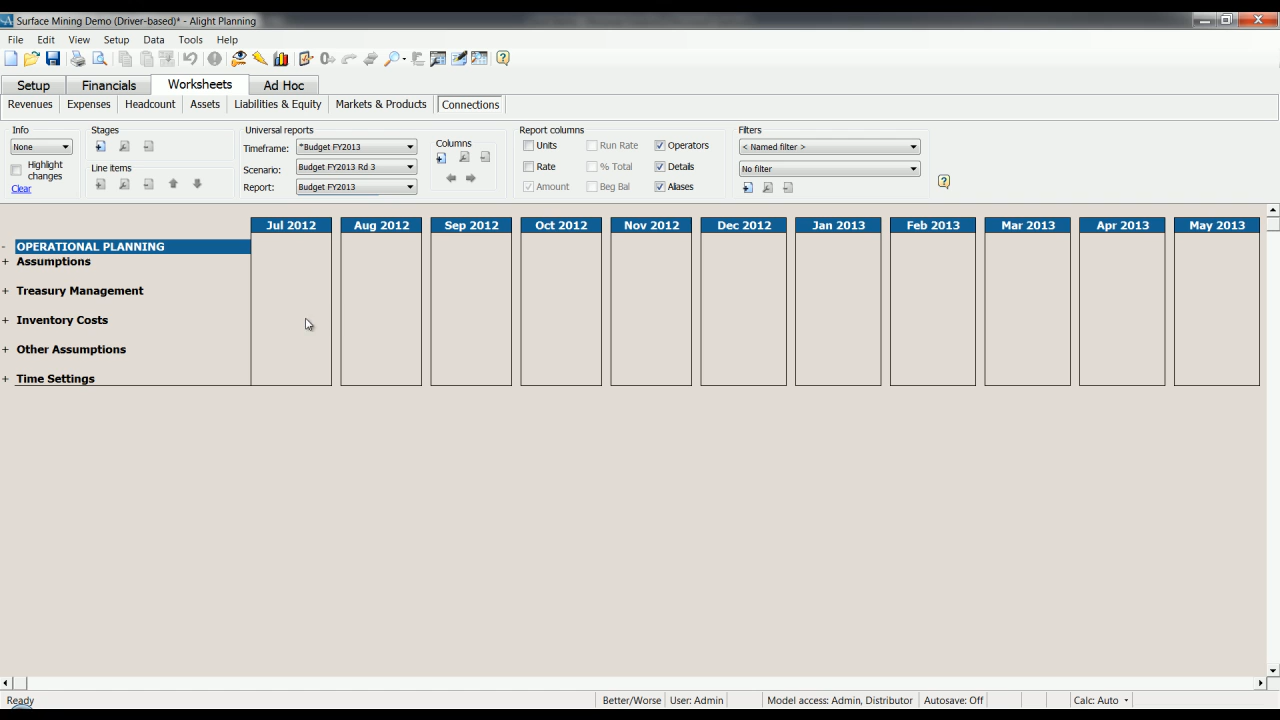 Surface Mining Demo (Driver-based)* - Alight Planning
File Edit View Setup Data Tools Help
Setup Financials Worksheets Ad Hoc
Revenues Expenses Headcount Assets Liabilities & Equity Markets & Products Connections
Info Stages Universal reports Report columns Filters
None Timeframe: *Budget FY2013 Columns Units Run Rate Operators < Named filter >
Highlight changes Line items Scenario: Budget FY2013 Rd 3 Rate % Total Details No filter
Clear Report: Budget FY2013 Amount Beg Bal Aliases
Jul 2012 Aug 2012 Sep 2012 Oct 2012 Nov 2012 Dec 2012 Jan 2013 Feb 2013 Mar 2013 Apr 2013 May 2013
- OPERATIONAL PLANNING
+ Assumptions
+ Treasury Management
+ Inventory Costs
+ Other Assumptions
+ Time Settings
Ready Better/Worse User: Admin Model access: Admin, Distributor Autosave: Off Calc: Auto